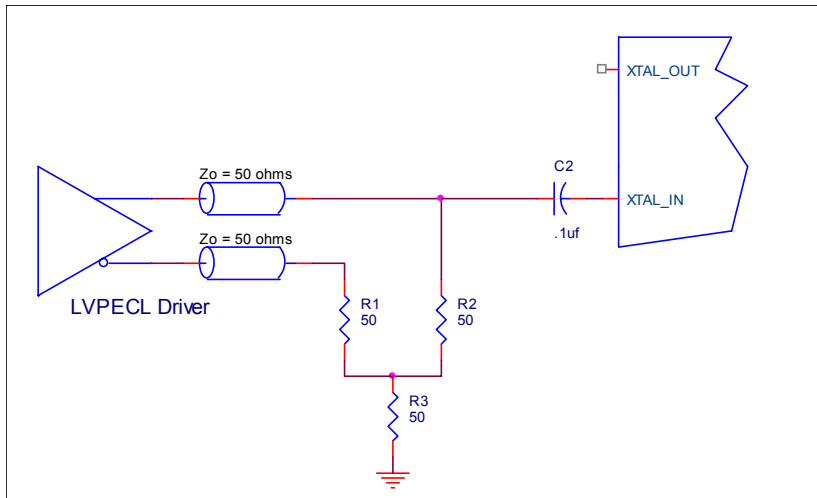 XTAL_OUT
C2
Zo = 50 ohms
XTAL_IN
.1uf
Zo = 50 ohms
LVPECL Driver
R1
50
R2
50
R3
50